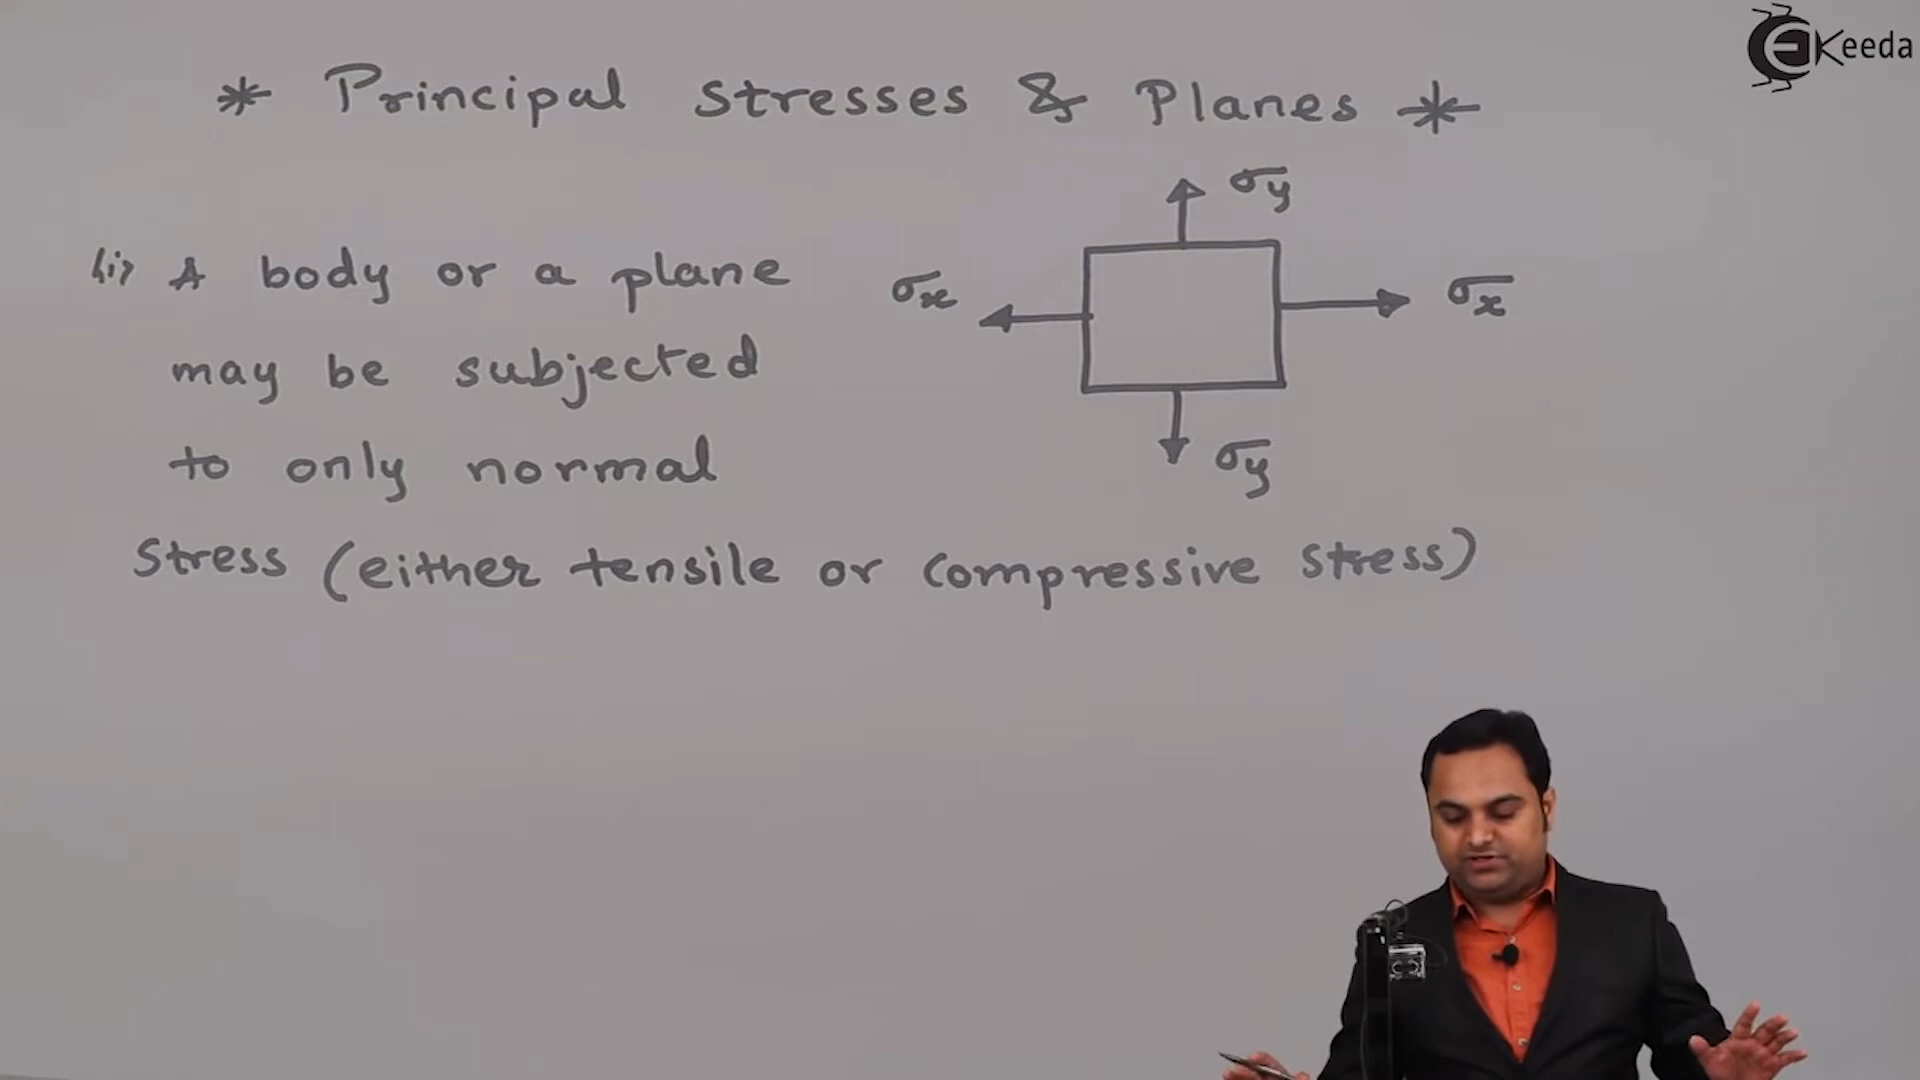 Ekeeda
* Principal Stresses & Planes *
(i) A body or a plane
may be subjected
to only normal
Stress (either tensile or compressive stress)
σy
σx
σx
σy